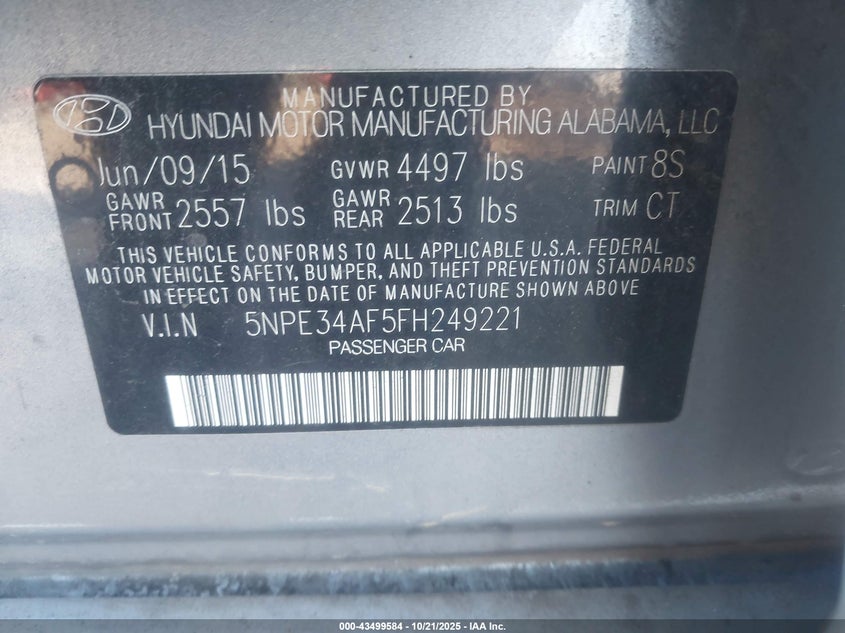 MANUFACTURED BY
HYUNDAI MOTOR MANUFACTURING ALABAMA, LLC
Jun/09/15 GVWR 4497 lbs PAINT 8S
GAWR FRONT 2557 lbs GAWR REAR 2513 lbs TRIM CT
THIS VEHICLE CONFORMS TO ALL APPLICABLE U.S.A. FEDERAL
MOTOR VEHICLE SAFETY, BUMPER, AND THEFT PREVENTION STANDARDS
IN EFFECT ON THE DATE OF MANUFACTURE SHOWN ABOVE
V.I.N 5NPE34AF5FH249221
PASSENGER CAR
000-43499584 - 10/21/2025 - IAA Inc.